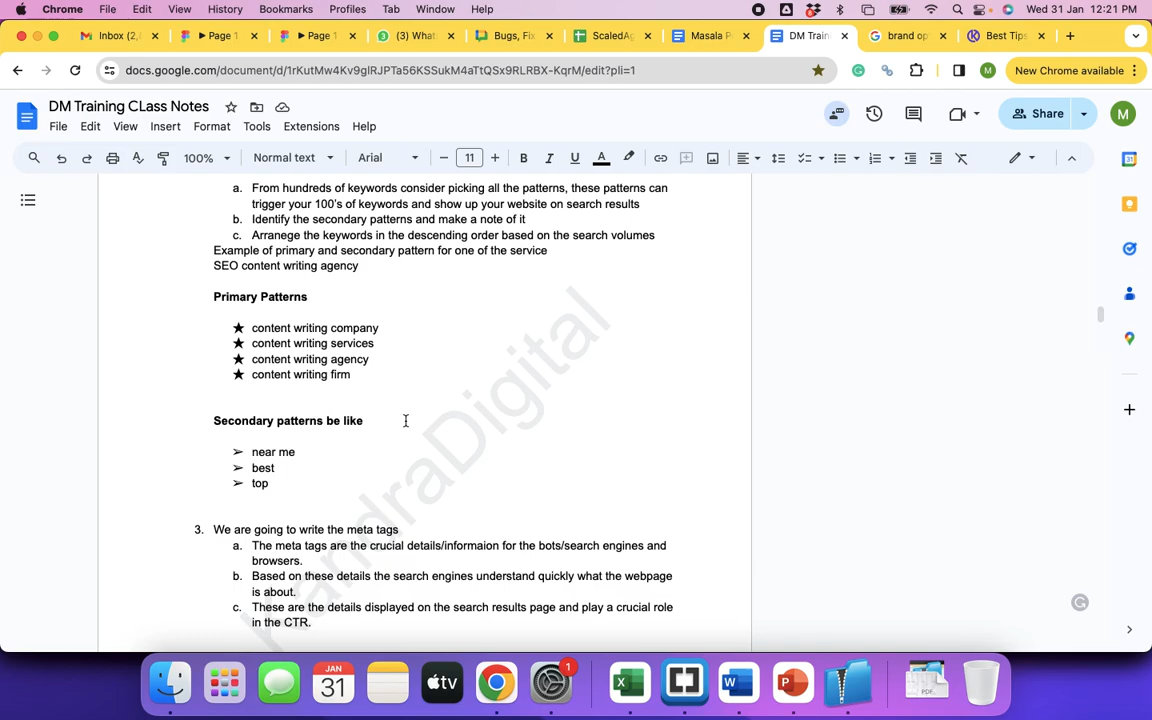 Chrome File Edit View History Bookmarks Profiles Tab Window Help Wed 31 Jan 12:21 PM
Inbox (2, Page 1 Page 1 (3) What Bugs, Fix ScaledAg Masala P DM Train brand op Best Tips
docs.google.com/document/d/1rKutMw4Kv9glRJPTa56KSSukM4aTtQSx9RLRBX-KqrM/edit?pli=1 M New Chrome available
DM Training CLass Notes
File Edit View Insert Format Tools Extensions Help
Share M
100% Normal text Arial 11 B I U A
a. From hundreds of keywords consider picking all the patterns, these patterns can
trigger your 100's of keywords and show up your website on search results
b. Identify the secondary patterns and make a note of it
c. Arranege the keywords in the descending order based on the search volumes
Example of primary and secondary pattern for one of the service
SEO content writing agency
Primary Patterns
★ content writing company
★ content writing services
★ content writing agency
★ content writing firm
Secondary patterns be like
➢ near me
➢ best
➢ top
3. We are going to write the meta tags
a. The meta tags are the crucial details/informaion for the bots/search engines and
browsers.
b. Based on these details the search engines understand quickly what the webpage
is about.
c. These are the details displayed on the search results page and play a crucial role
in the CTR.
KandraDigital
JAN
31
tv
1
PDF